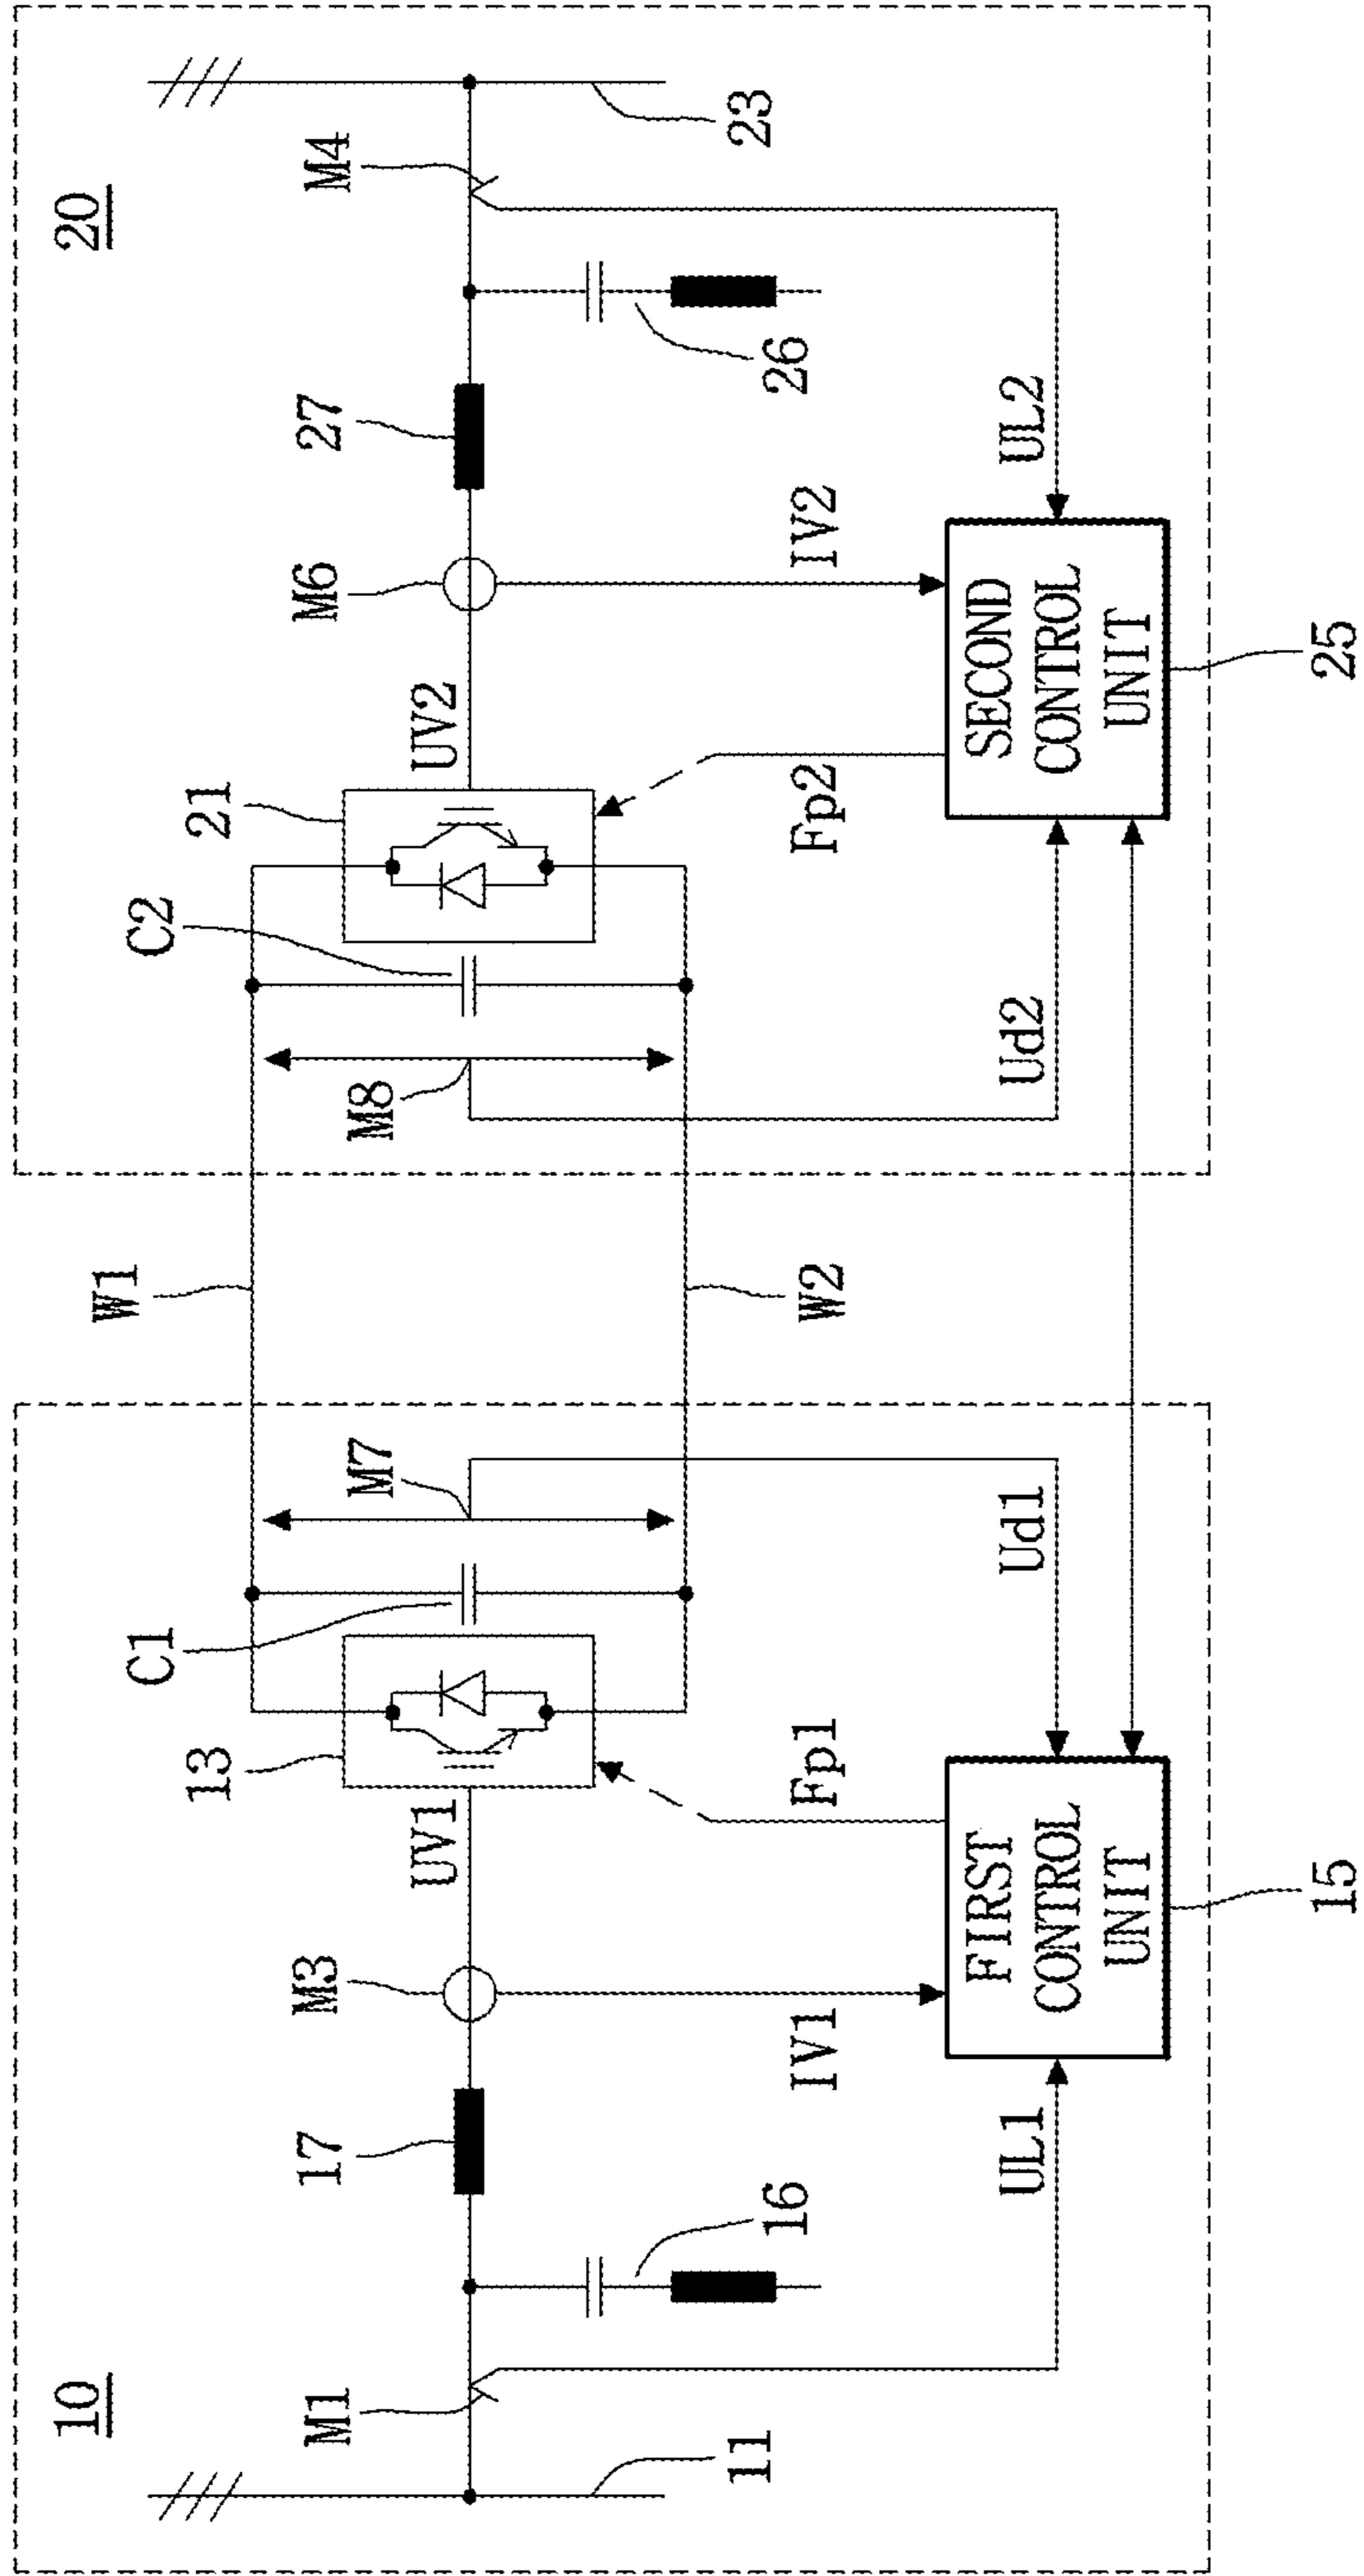 10
20
C1
W1
C2
13
21
M1
17
M3
M7
M8
M6
27
M4
UV1
UV2
11
16
IV1
Fp1
W2
Fp2
IV2
26
23
UL1
FIRST
CONTROL
UNIT
Ud1
Ud2
SECOND
CONTROL
UNIT
UL2
15
25